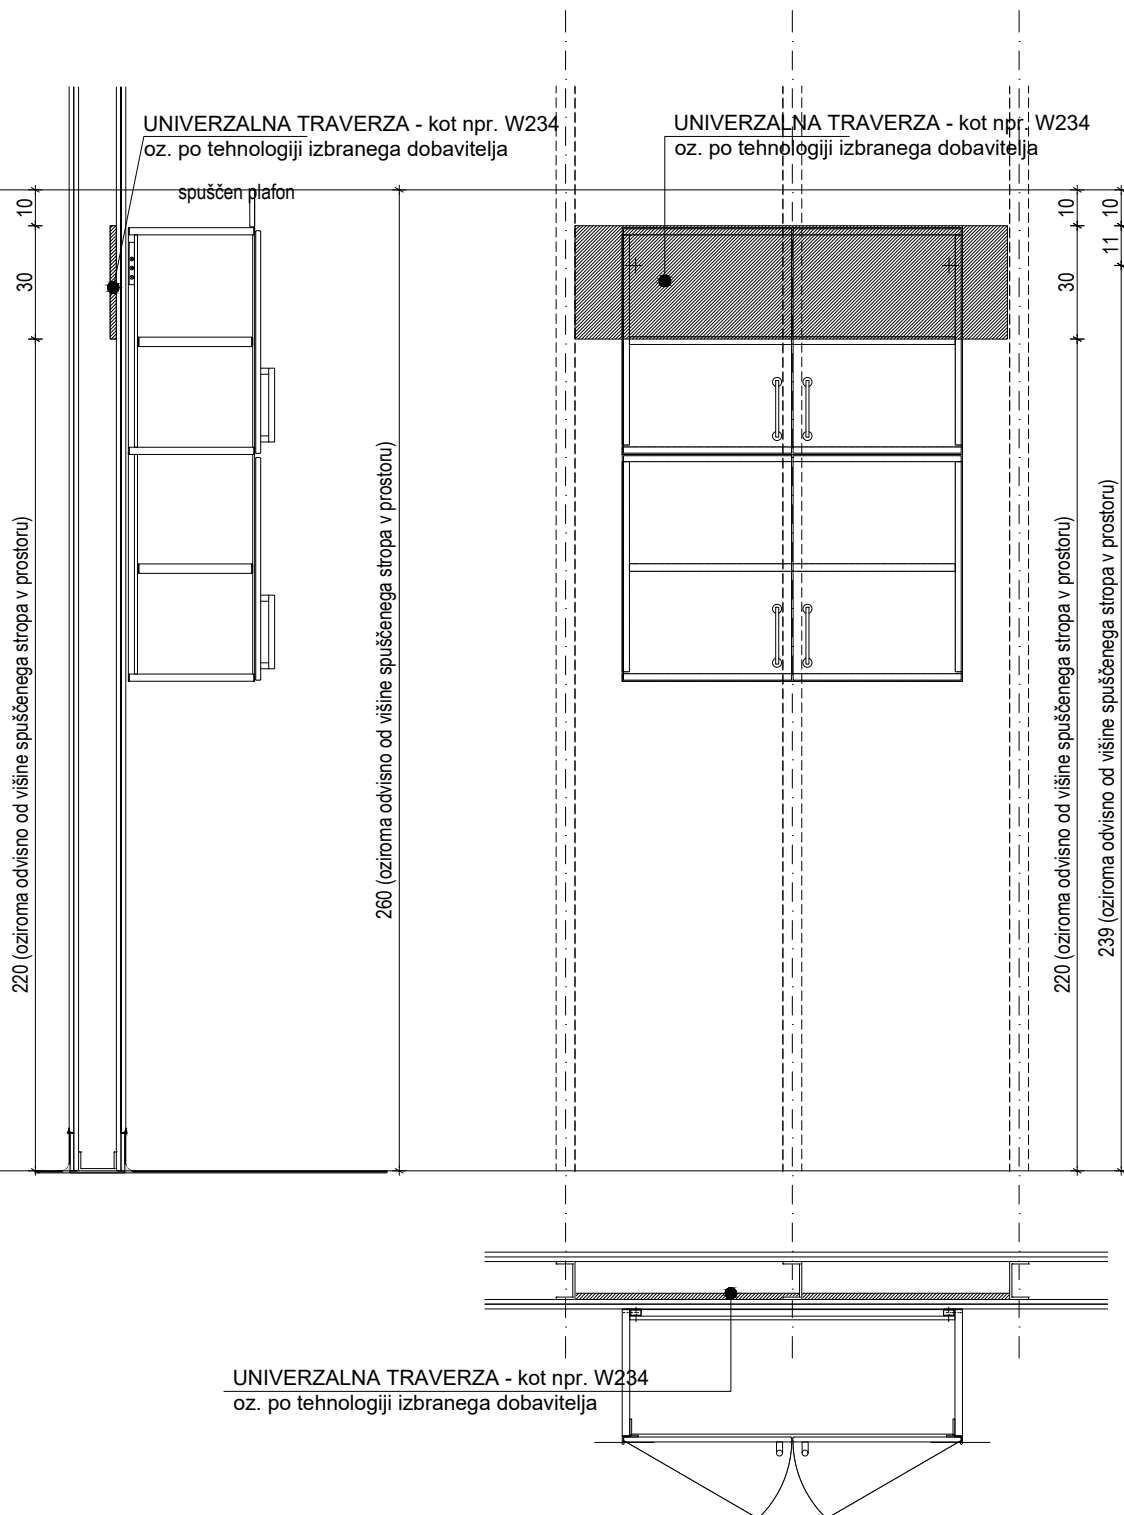 UNIVERZALNA TRAVERZA - kot npr. W234
oz. po tehnologiji izbranega dobavitelja
UNIVERZALNA TRAVERZA - kot npr. W234
oz. po tehnologiji izbranega dobavitelja
spuščen plafon
10
30
220 (oziroma odvisno od višine spuščenega stropa v prostoru)
260 (oziroma odvisno od višine spuščenega stropa v prostoru)
10
30
220 (oziroma odvisno od višine spuščenega stropa v prostoru)
10
11
239 (oziroma odvisno od višine spuščenega stropa v prostoru)
UNIVERZALNA TRAVERZA - kot npr. W234
oz. po tehnologiji izbranega dobavitelja